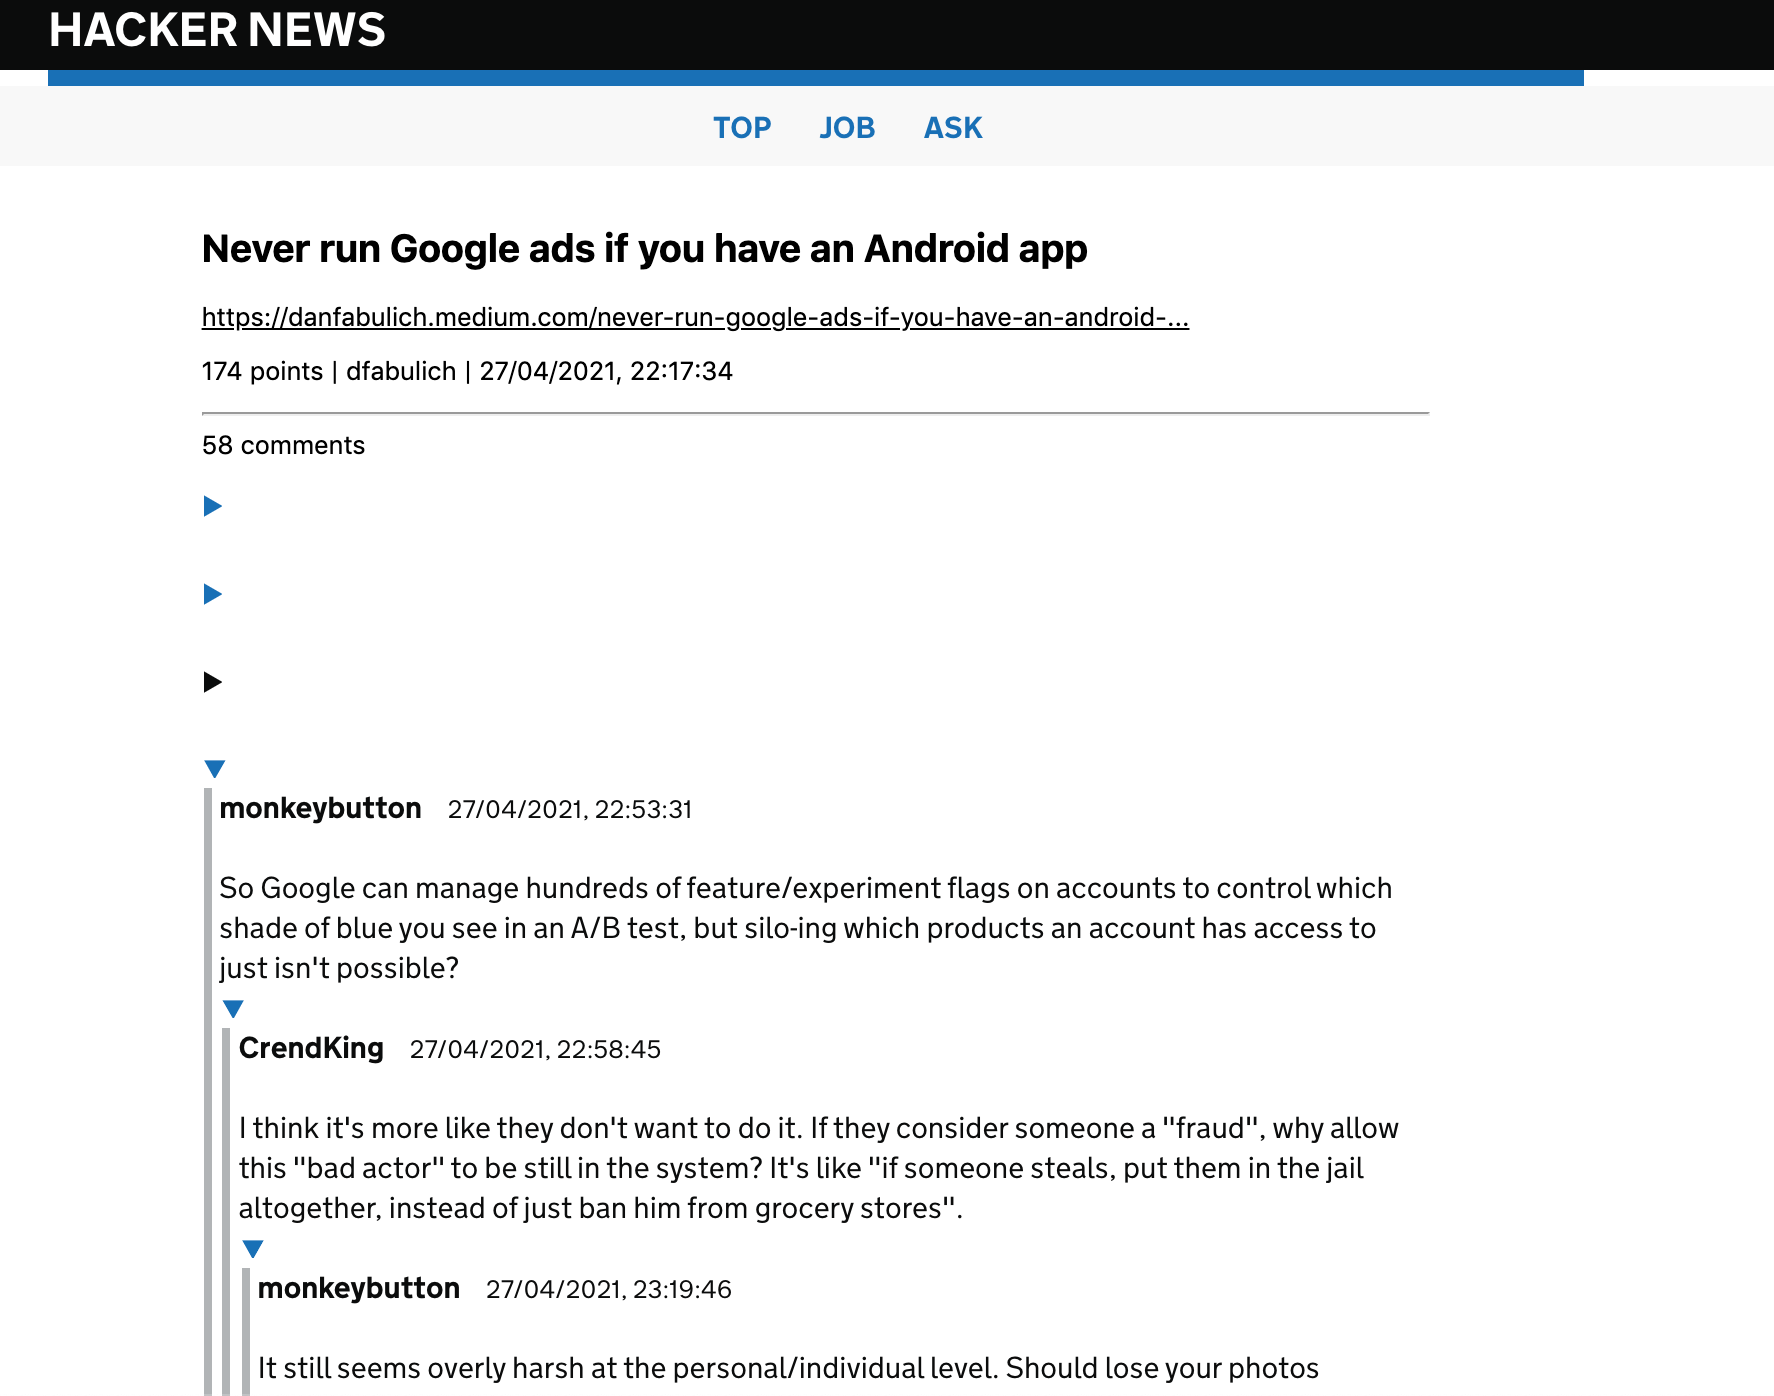 HACKER NEWS
TOP JOB ASK
Never run Google ads if you have an Android app
https://danfabulich.medium.com/never-run-google-ads-if-you-have-an-android-...
174 points | dfabulich | 27/04/2021, 22:17:34
58 comments
monkeybutton 27/04/2021, 22:53:31
So Google can manage hundreds of feature/experiment flags on accounts to control which
shade of blue you see in an A/B test, but silo-ing which products an account has access to
just isn't possible?
CrendKing 27/04/2021, 22:58:45
I think it's more like they don't want to do it. If they consider someone a "fraud", why allow
this "bad actor" to be still in the system? It's like "if someone steals, put them in the jail
altogether, instead of just ban him from grocery stores".
monkeybutton 27/04/2021, 23:19:46
It still seems overly harsh at the personal/individual level. Should lose your photos